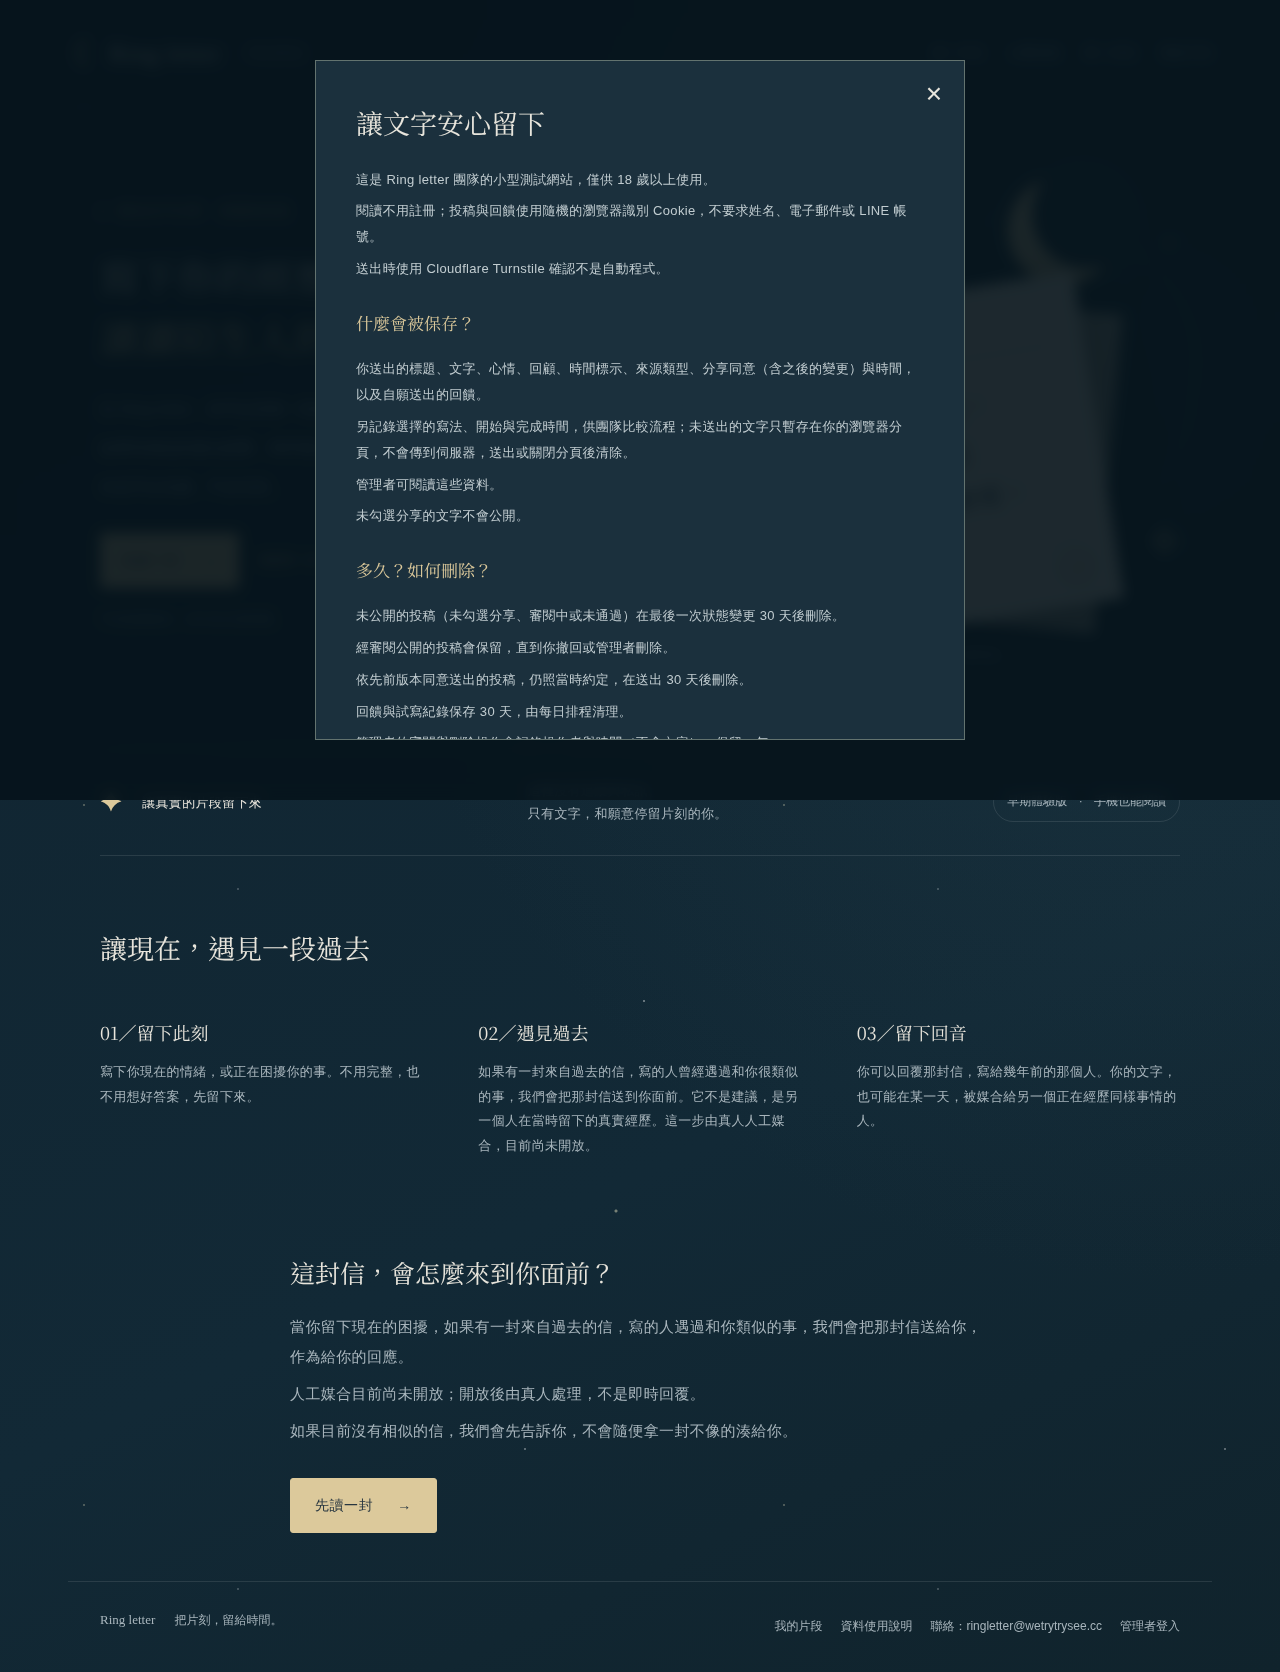 ✕
讓文字安心留下
這是 Ring letter 團隊的小型測試網站，僅供 18 歲以上使用。
閱讀不用註冊；投稿與回饋使用隨機的瀏覽器識別 Cookie，不要求姓名、電子郵件或 LINE 帳
號。
送出時使用 Cloudflare Turnstile 確認不是自動程式。
什麼會被保存？
你送出的標題、文字、心情、回顧、時間標示、來源類型、分享同意（含之後的變更）與時間，
以及自願送出的回饋。
另記錄選擇的寫法、開始與完成時間，供團隊比較流程；未送出的文字只暫存在你的瀏覽器分
頁，不會傳到伺服器，送出或關閉分頁後清除。
管理者可閱讀這些資料。
未勾選分享的文字不會公開。
多久？如何刪除？
未公開的投稿（未勾選分享、審閱中或未通過）在最後一次狀態變更 30 天後刪除。
經審閱公開的投稿會保留，直到你撤回或管理者刪除。
依先前版本同意送出的投稿，仍照當時約定，在送出 30 天後刪除。
回饋與試寫紀錄保存 30 天，由每日排程清理。
讓真實的片段留下來
只有文字，和願意停留片刻的你。
早期體驗版 · 手機也能閱讀
讓現在，遇見一段過去
01／留下此刻
寫下你現在的情緒，或正在困擾你的事。不用完整，也
不用想好答案，先留下來。
02／遇見過去
如果有一封來自過去的信，寫的人曾經遇過和你很類似
的事，我們會把那封信送到你面前。它不是建議，是另
一個人在當時留下的真實經歷。這一步由真人人工媒
合，目前尚未開放。
03／留下回音
你可以回覆那封信，寫給幾年前的那個人。你的文字，
也可能在某一天，被媒合給另一個正在經歷同樣事情的
人。
這封信，會怎麼來到你面前？
當你留下現在的困擾，如果有一封來自過去的信，寫的人遇過和你類似的事，我們會把那封信送給你，
作為給你的回應。
人工媒合目前尚未開放；開放後由真人處理，不是即時回覆。
如果目前沒有相似的信，我們會先告訴你，不會隨便拿一封不像的湊給你。
先讀一封 →
Ring letter 把片刻，留給時間。
我的片段 資料使用說明 聯絡：ringletter@wetrytrysee.cc 管理者登入